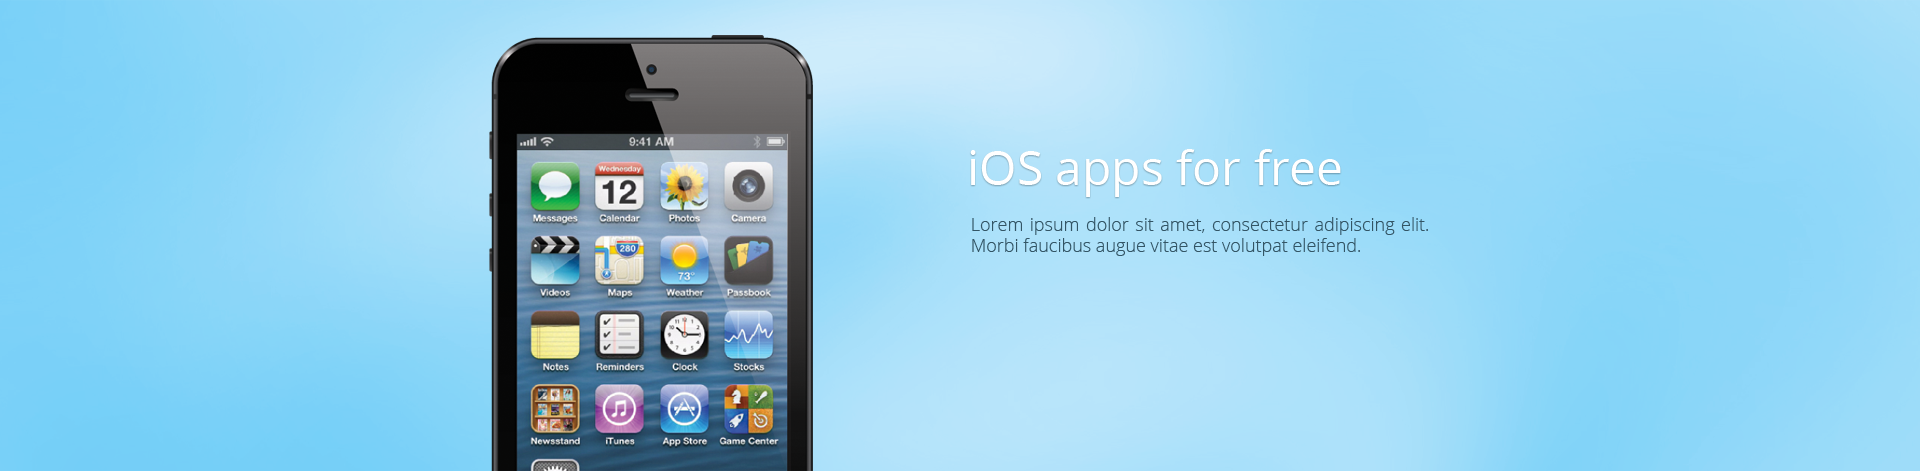 9:41 AM
Wednesday
12
Messages Calendar Photos Camera
280
73°
Videos Maps Weather Passbook
Notes Reminders Clock Stocks
Newsstand iTunes App Store Game Center
iOS apps for free
Lorem ipsum dolor sit amet, consectetur adipiscing elit.
Morbi faucibus augue vitae est volutpat eleifend.